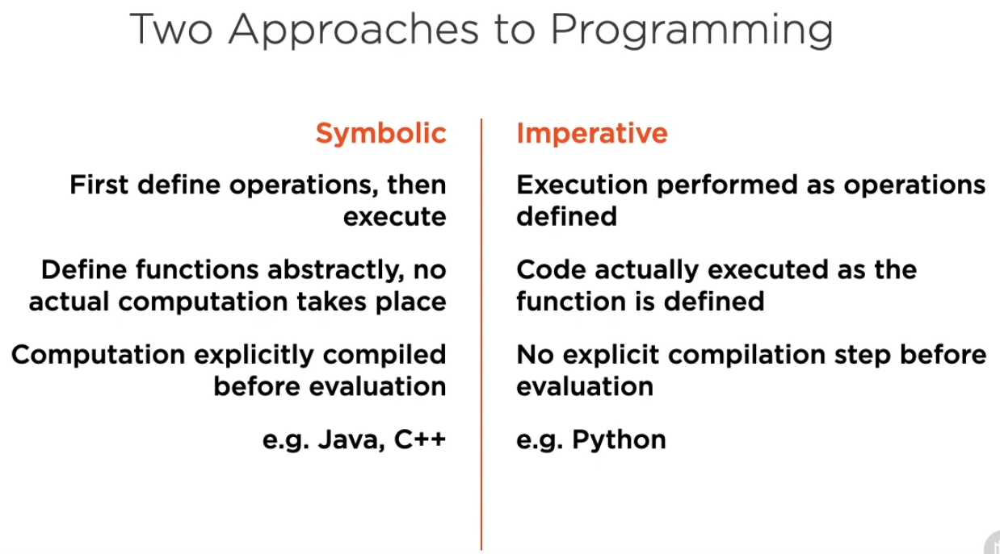 Two Approaches to Programming
Symbolic
First define operations, then
execute
Define functions abstractly, no
actual computation takes place
Computation explicitly compiled
before evaluation
e.g. Java, C++
Imperative
Execution performed as operations
defined
Code actually executed as the
function is defined
No explicit compilation step before
evaluation
e.g. Python